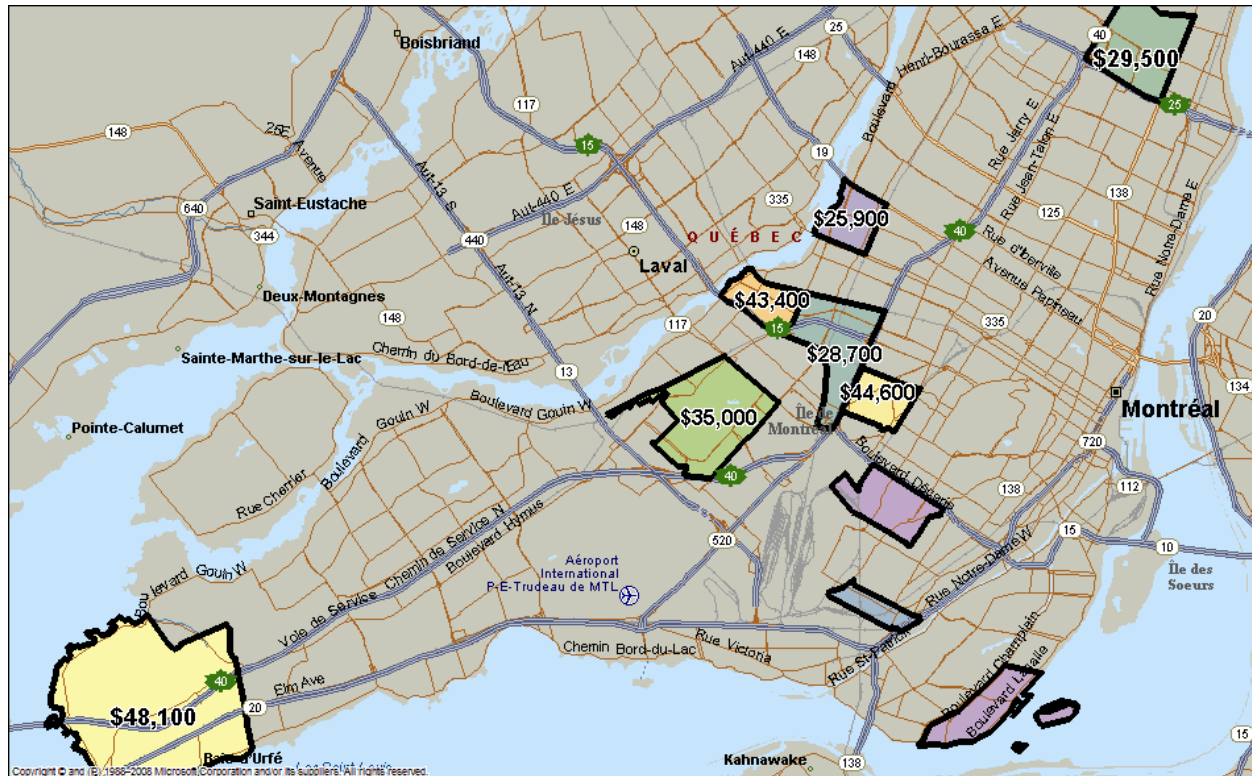 Boisbriand
117
148
25E Avenue
Saint-Eustache
640
344
Deux-Montagnes
Sainte-Marthe-sur-le-Lac
Pointe-Calumet
148
Chemin du Bord-de-l'Eau
15
Aut-440 E
Aut-440 E
Aut-13 S
440
Aut-13 N
13
Île Jésus
148
Laval
QUÉBEC
335
148
25
19
117
Boulevard
Henri-Bourassa E
40
$29,500
25
Rue Jarry E
Rue Jean-Talon E
138
125
Rue Notre-Dame E
$25,900
40
Rue d'Iberville
Avenue Papineau
335
20
134
$43,400
15
$28,700
$44,600
$35,000
Île de
Montréal
Montréal
Boulevard Gouin W
Boulevard Gouin W
Rue Cherrier
40
Boulevard Décarie
138
720
112
15
10
Île des
Soeurs
520
Chemin de Service N
Boulevard Hymus
Voie de Service
Boulevard Gouin W
Bou
Aéroport
International
P-E-Trudeau de MTL
Rue Notre-Dame W
Rue St-Patrick
Rue Victoria
Chemin Bord-du-Lac
Boulevard Champlain
Boulevard Lasalle
Elm Ave
40
20
$48,100
Baie-d'Urfé
Lac Saint-Louis
Kahnawake
138
15
Copyright © and (P) 1988–2008 Microsoft Corporation and/or its suppliers. All rights reserved.